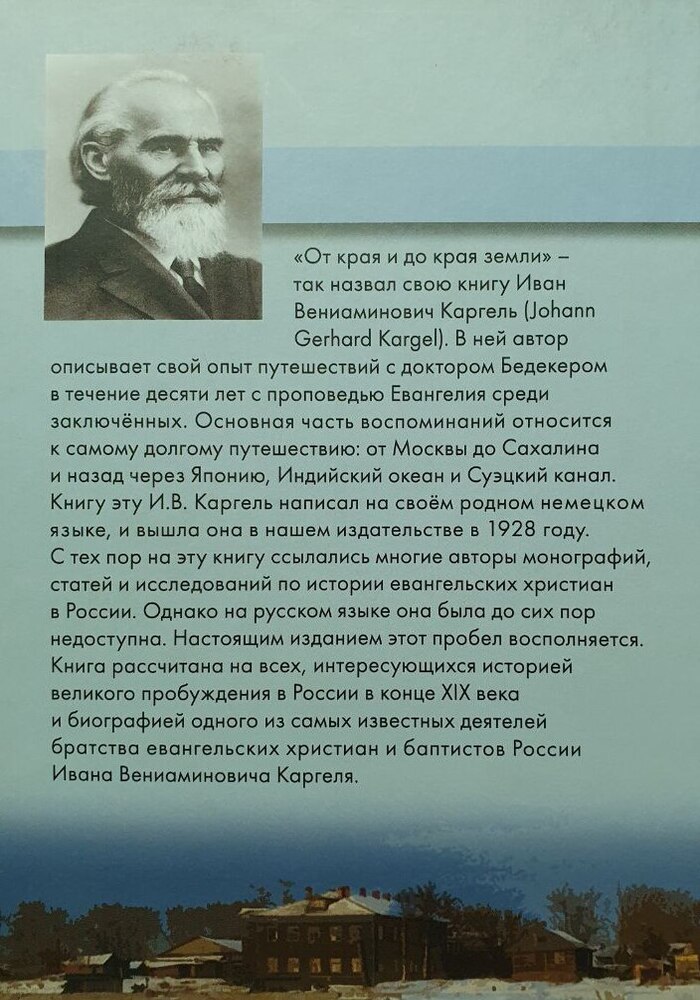 «От края и до края земли» –
так назвал свою книгу Иван
Вениаминович Каргель (Johann
Gerhard Kargel). В ней автор
описывает свой опыт путешествий с доктором Бедекером
в течение десяти лет с проповедью Евангелия среди
заключённых. Основная часть воспоминаний относится
к самому долгому путешествию: от Москвы до Сахалина
и назад через Японию, Индийский океан и Суэцкий канал.
Книгу эту И.В. Каргель написал на своём родном немецком
языке, и вышла она в нашем издательстве в 1928 году.
С тех пор на эту книгу ссылались многие авторы монографий,
статей и исследований по истории евангельских христиан
в России. Однако на русском языке она была до сих пор
недоступна. Настоящим изданием этот пробел восполняется.
Книга рассчитана на всех, интересующихся историей
великого пробуждения в России в конце XIX века
и биографией одного из самых известных деятелей
братства евангельских христиан и баптистов России
Ивана Вениаминовича Каргеля.